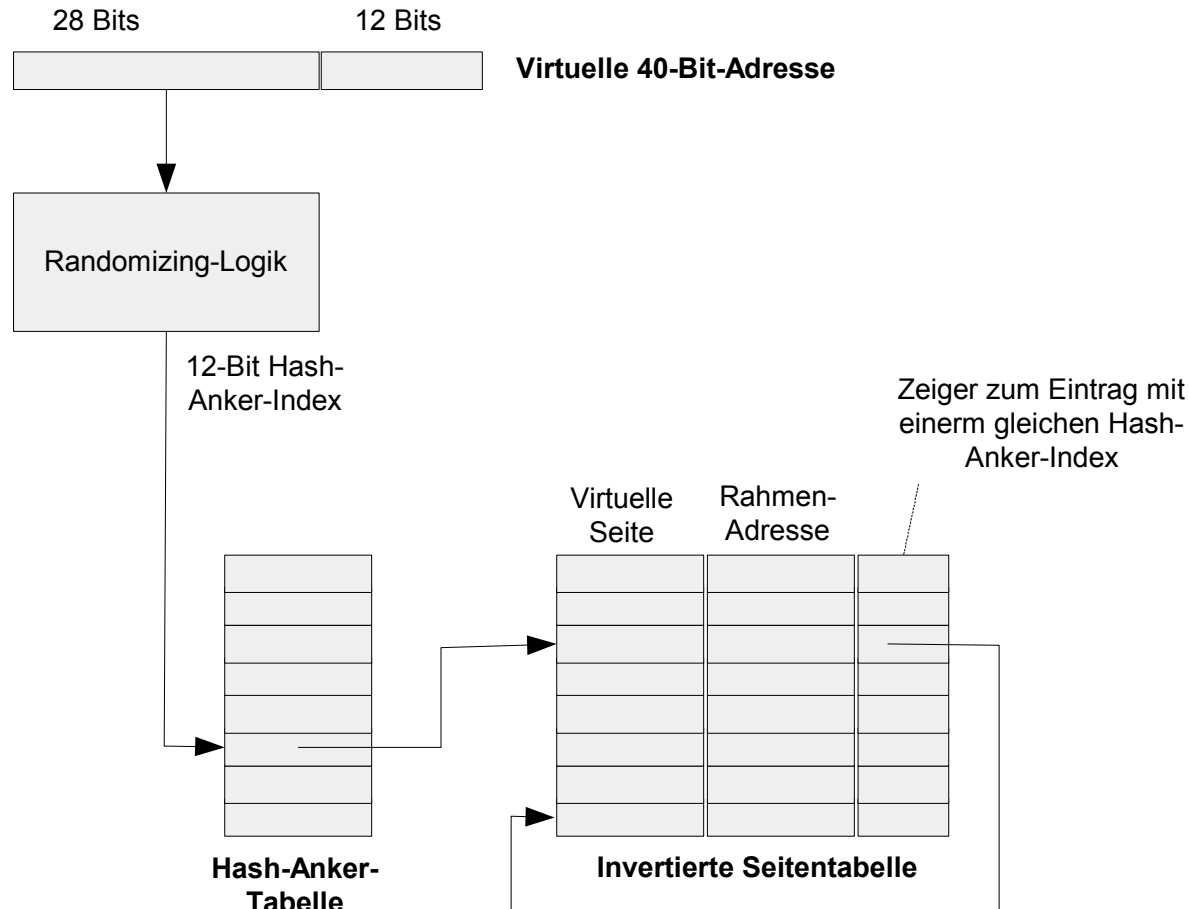 28 Bits
12 Bits
Virtuelle 40-Bit-Adresse
Randomizing-Logik
12-Bit Hash-
Anker-Index
Zeiger zum Eintrag mit
einerm gleichen Hash-
Anker-Index
Virtuelle
Seite
Rahmen-
Adresse
Hash-Anker-
Tabelle
Invertierte Seitentabelle